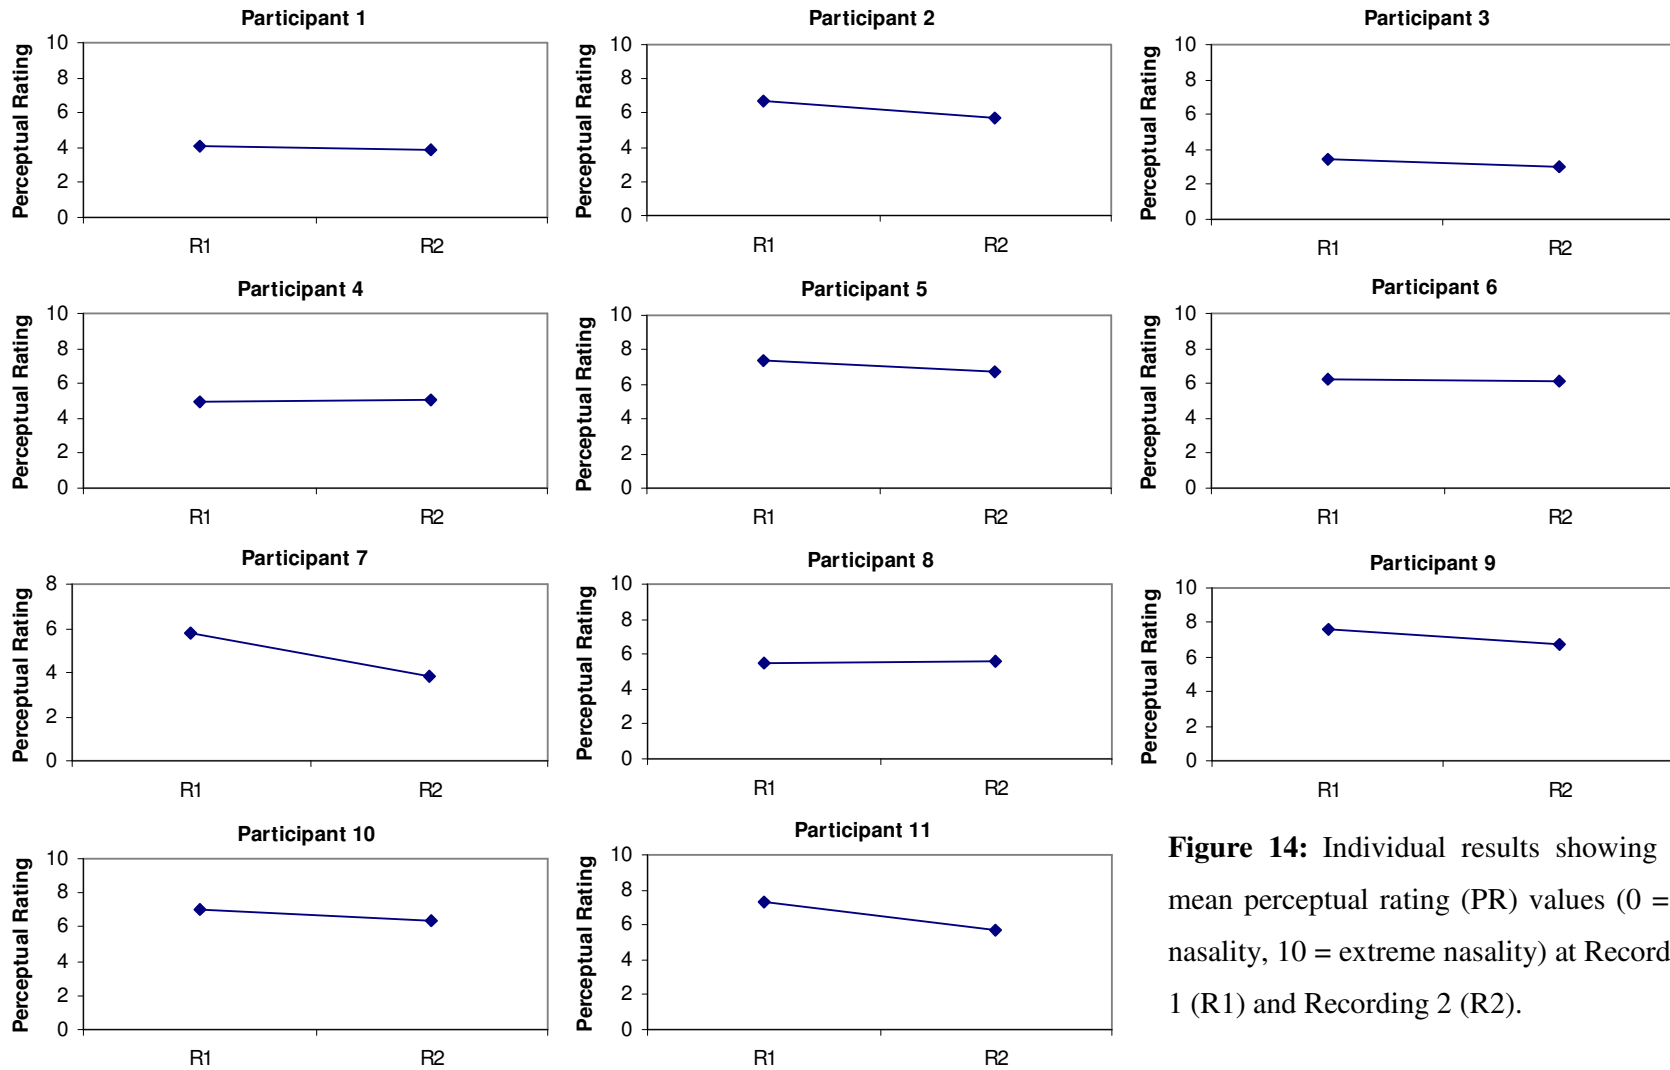 Participant 1
Perceptual Rating
10
8
6
4
2
0
R1 R2
Participant 2
Perceptual Rating
10
8
6
4
2
0
R1 R2
Participant 3
Perceptual Rating
10
8
6
4
2
0
R1 R2
Participant 4
Perceptual Rating
10
8
6
4
2
0
R1 R2
Participant 5
Perceptual Rating
10
8
6
4
2
0
R1 R2
Participant 6
Perceptual Rating
10
8
6
4
2
0
R1 R2
Participant 7
Perceptual Rating
8
6
4
2
0
R1 R2
Participant 8
Perceptual Rating
10
8
6
4
2
0
R1 R2
Participant 9
Perceptual Rating
10
8
6
4
2
0
R1 R2
Participant 10
Perceptual Rating
10
8
6
4
2
0
R1 R2
Participant 11
Perceptual Rating
10
8
6
4
2
0
R1 R2
Figure 14: Individual results showing
mean perceptual rating (PR) values (0 =
nasality, 10 = extreme nasality) at Record
1 (R1) and Recording 2 (R2).